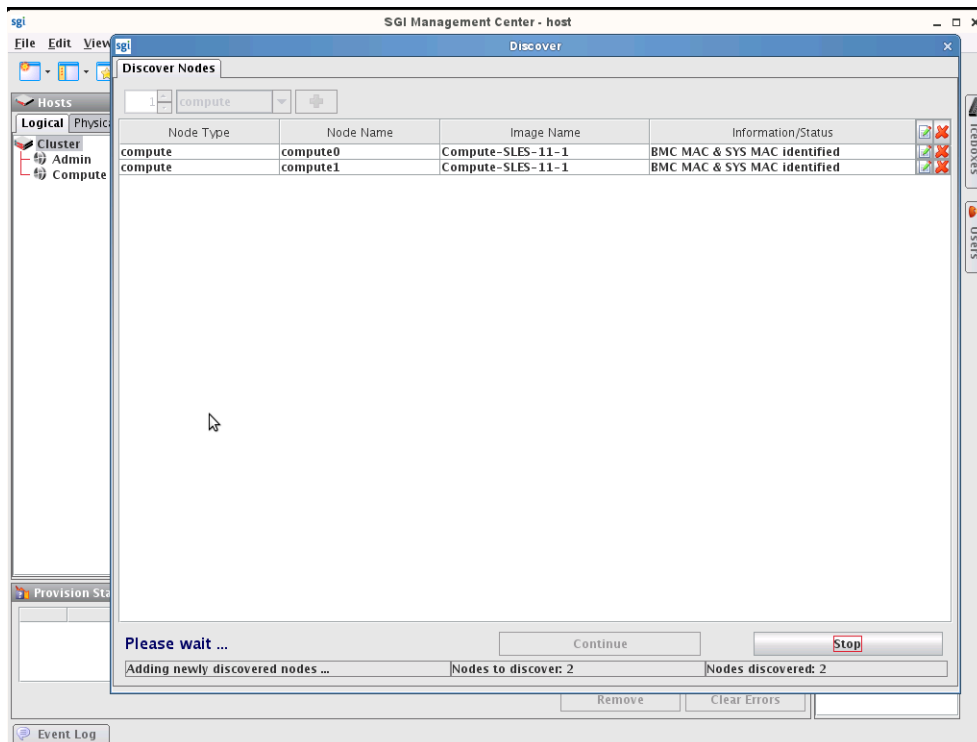 sgi
SGI Management Center - host
File Edit View
sgi
Discover
Discover Nodes
Hosts
1 compute
Logical Physica
Node Type Node Name Image Name Information/Status
Cluster
compute compute0 Compute-SLES-11-1 BMC MAC & SYS MAC identified
Admin
compute compute1 Compute-SLES-11-1 BMC MAC & SYS MAC identified
Compute
Iceboxes
Users
Provision Sta
Please wait ...
Continue
Stop
Adding newly discovered nodes ... Nodes to discover: 2 Nodes discovered: 2
Remove
Clear Errors
Event Log